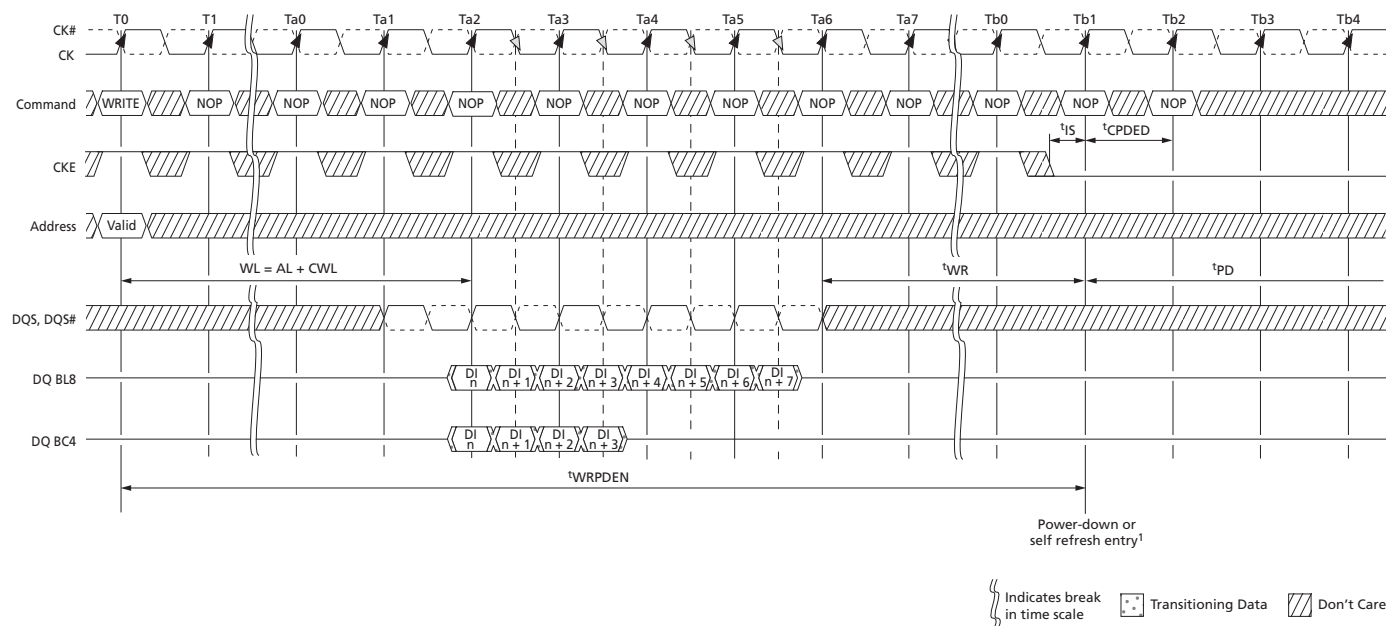 T0 T1 Ta0 Ta1 Ta2 Ta3 Ta4 Ta5 Ta6 Ta7 Tb0 Tb1 Tb2 Tb3 Tb4
CK#
CK
Command WRITE NOP NOP NOP NOP NOP NOP NOP NOP NOP NOP NOP NOP
tIS tCPDED
CKE
Address Valid
WL = AL + CWL tWR tPD
DQS, DQS#
DQ BL8 DI n DI n + 1 DI n + 2 DI n + 3 DI n + 4 DI n + 5 DI n + 6 DI n + 7
DQ BC4 DI n DI n + 1 DI n + 2 DI n + 3
tWRPDEN
Power-down or
self refresh entry1
Indicates break
in time scale
Transitioning Data
Don't Care